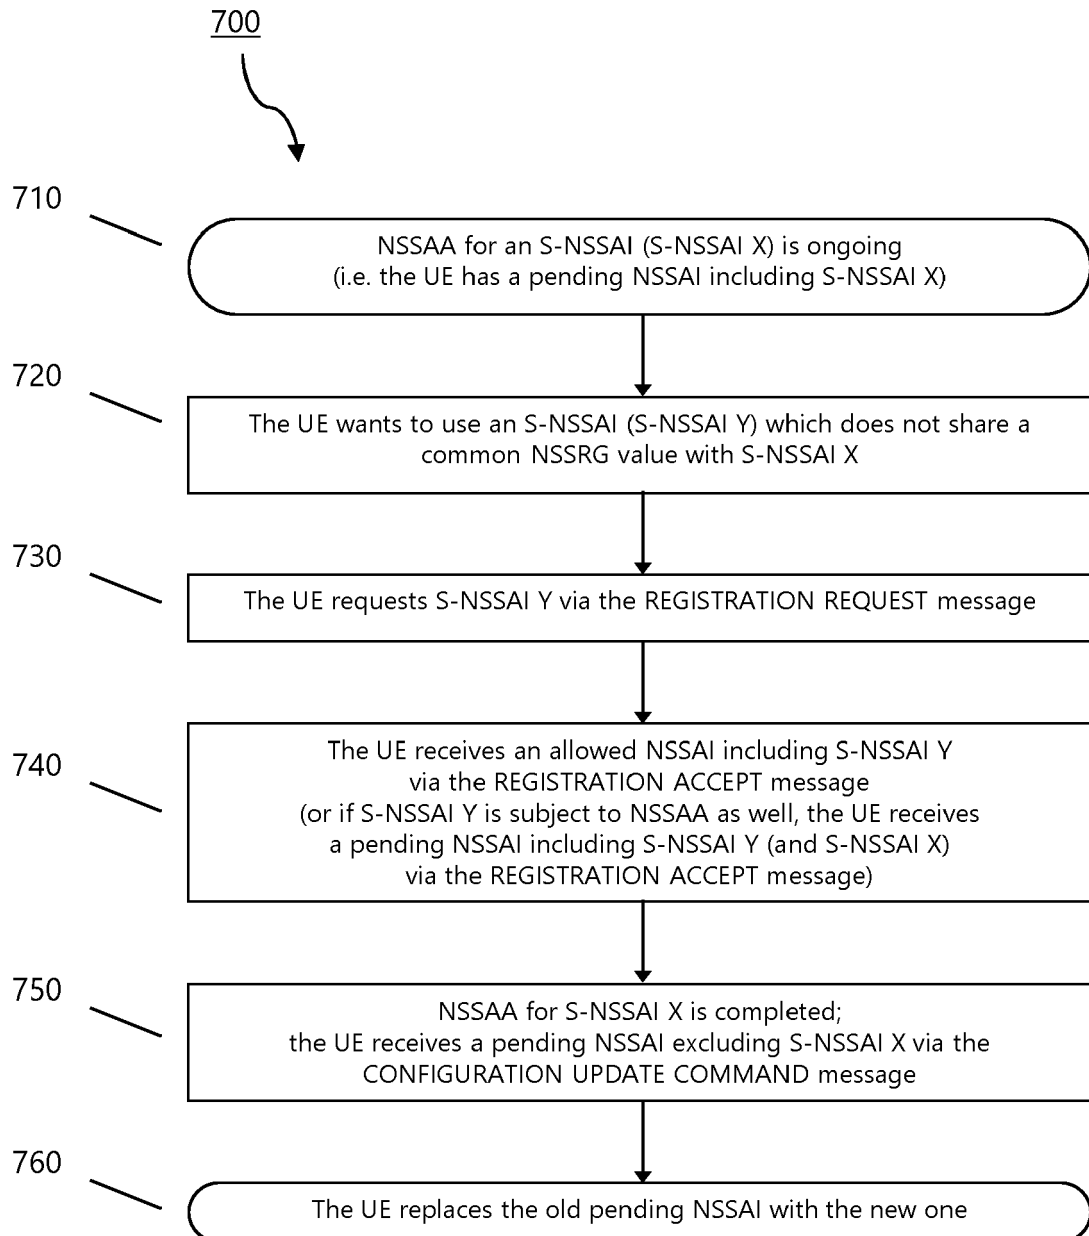 700
710
NSSAA for an S-NSSAI (S-NSSAI X) is ongoing
(i.e. the UE has a pending NSSAI including S-NSSAI X)
720
The UE wants to use an S-NSSAI (S-NSSAI Y) which does not share a
common NSSRG value with S-NSSAI X
730
The UE requests S-NSSAI Y via the REGISTRATION REQUEST message
740
The UE receives an allowed NSSAI including S-NSSAI Y
via the REGISTRATION ACCEPT message
(or if S-NSSAI Y is subject to NSSAA as well, the UE receives
a pending NSSAI including S-NSSAI Y (and S-NSSAI X)
via the REGISTRATION ACCEPT message)
750
NSSAA for S-NSSAI X is completed;
the UE receives a pending NSSAI excluding S-NSSAI X via the
CONFIGURATION UPDATE COMMAND message
760
The UE replaces the old pending NSSAI with the new one